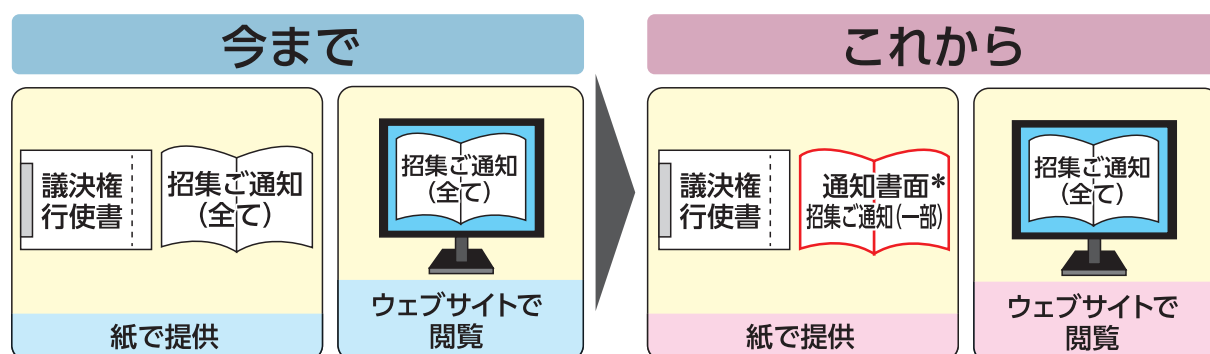 今まで
議決権
行使書
招集ご通知
(全て)
紙で提供
招集ご通知
(全て)
ウェブサイトで
閲覧
これから
議決権
行使書
通知書面*
招集ご通知(一部)
紙で提供
招集ご通知
(全て)
ウェブサイトで
閲覧